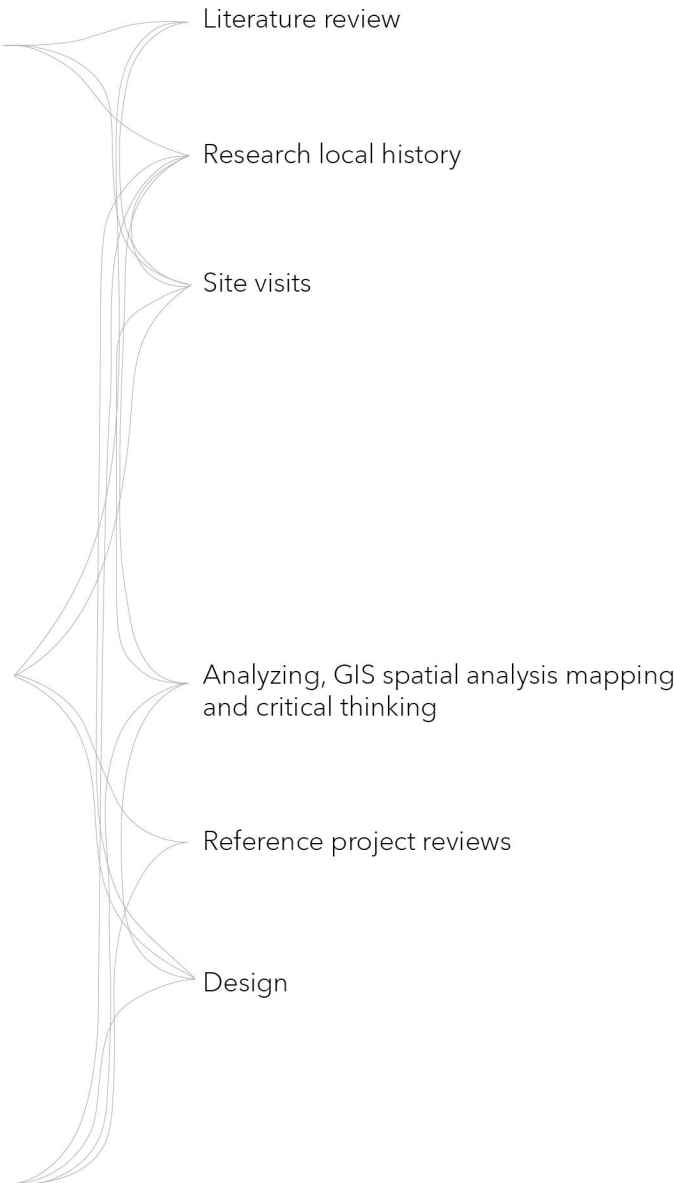 Literature review
Research local history
Site visits
Analyzing, GIS spatial analysis mapping
and critical thinking
Reference project reviews
Design